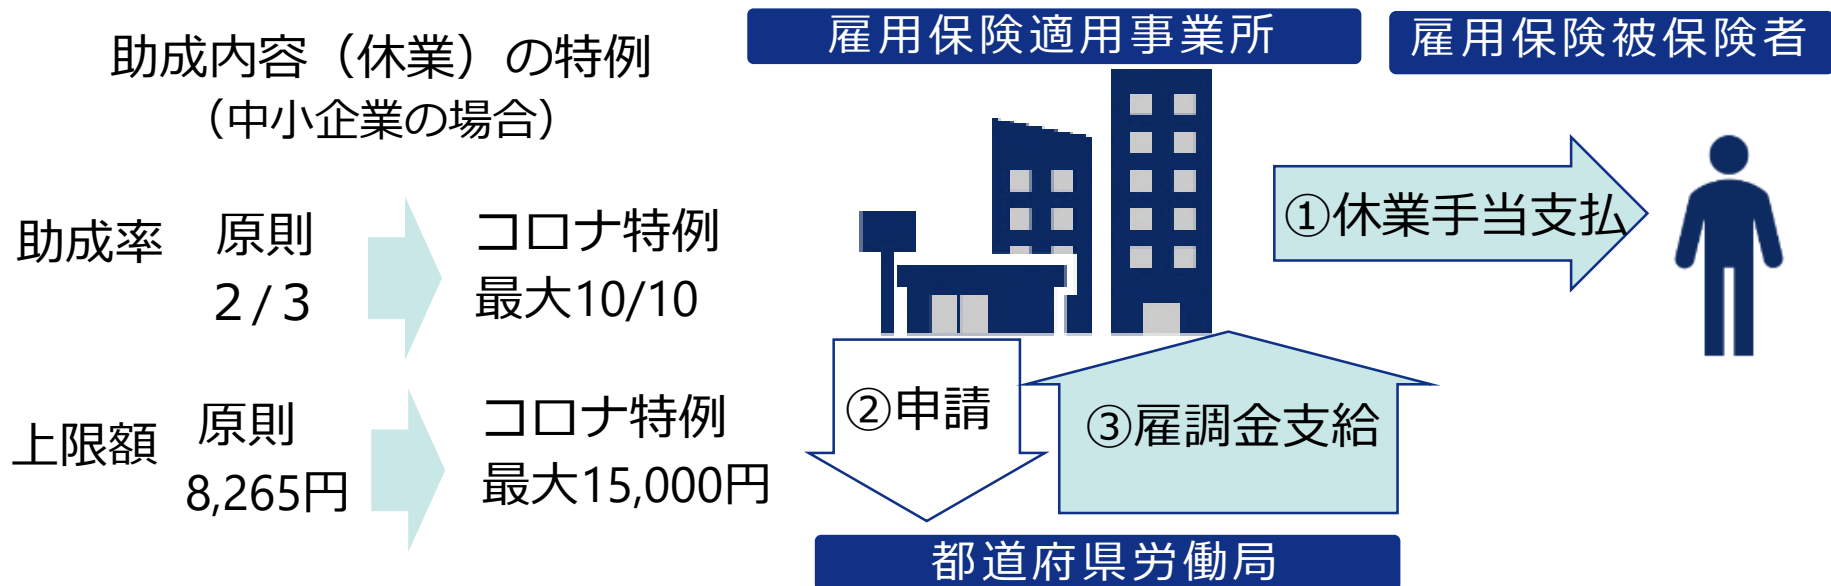 助成内容（休業）の特例
（中小企業の場合）
助成率
原則
２/３
コロナ特例
最大10/10
上限額
原則
8,265円
コロナ特例
最大15,000円
雇用保険適用事業所
雇用保険被保険者
①休業手当支払
②申請
③雇調金支給
都道府県労働局